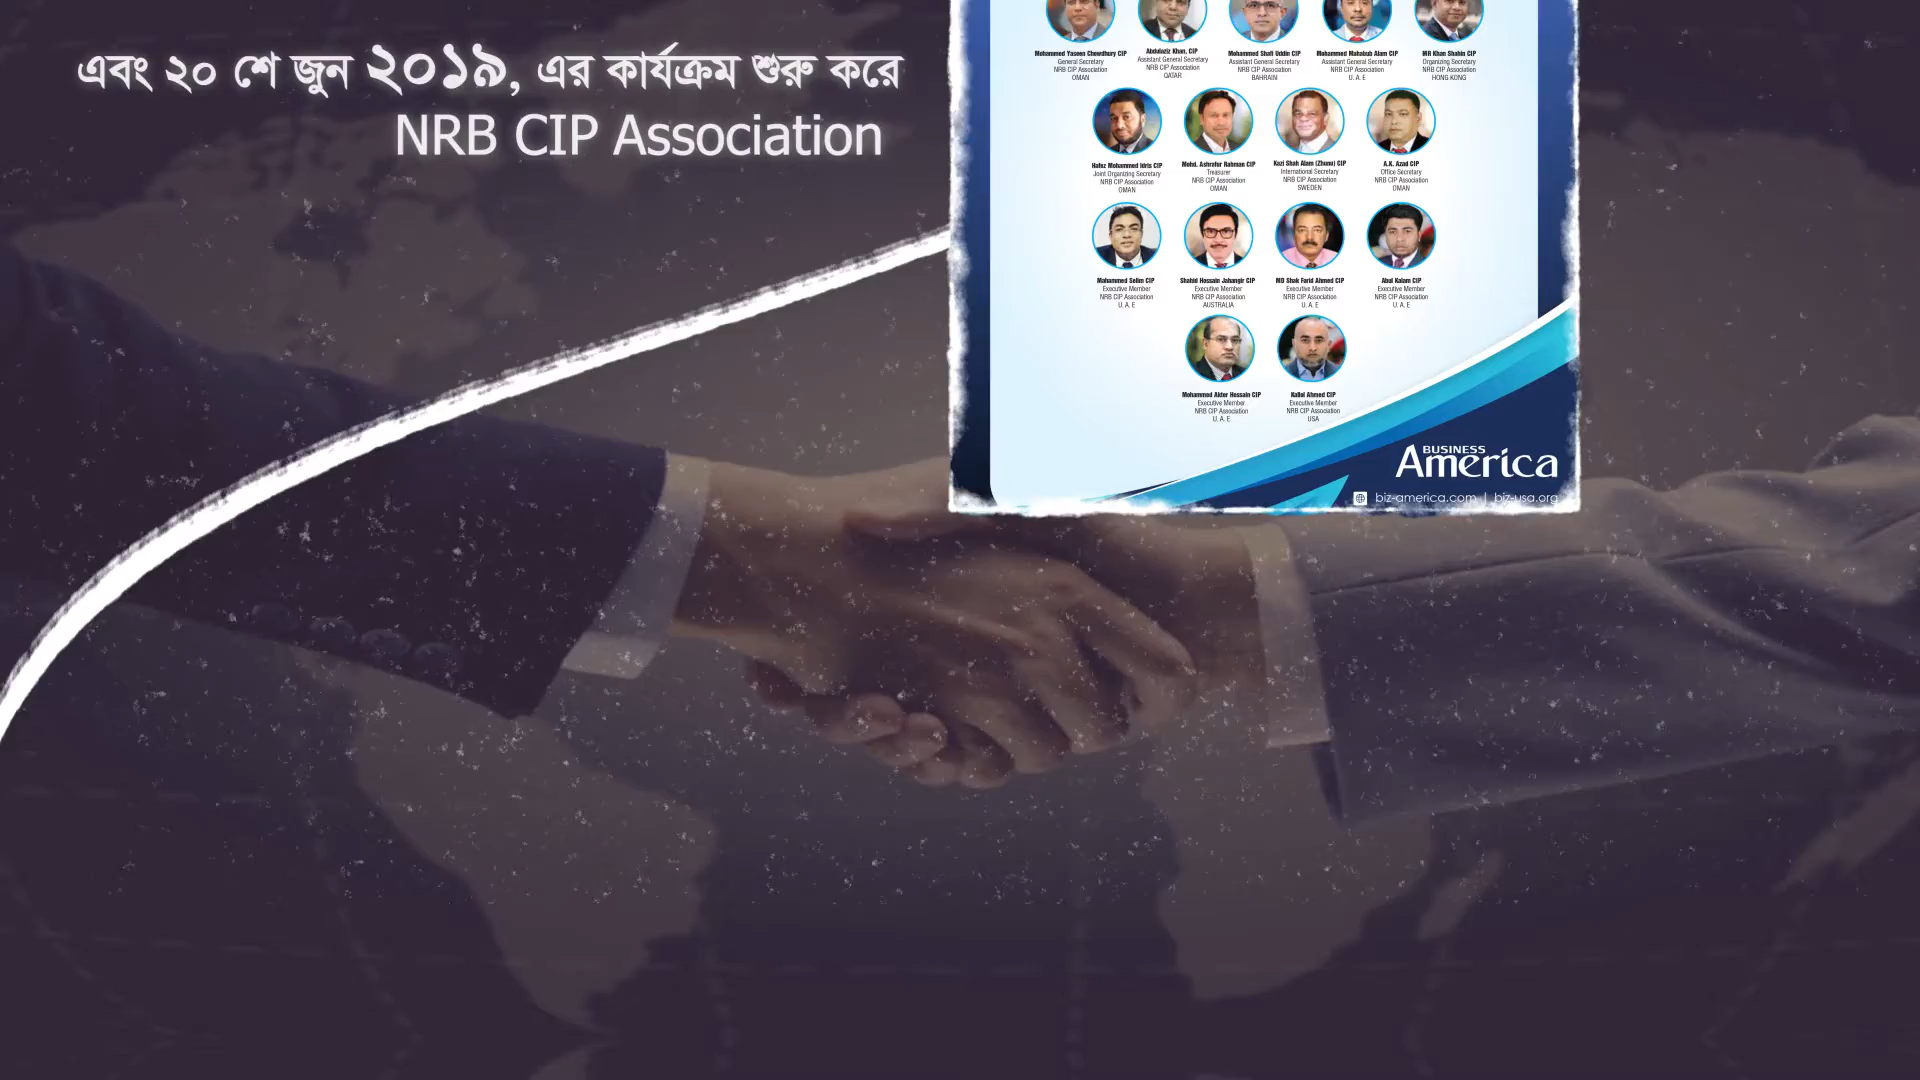 এবং ২০ শে জুন ২০১৯, এর কার্যক্রম শুরু করে
NRB CIP Association
Mohammed Yaseen Chowdhury CIP
General Secretary
NRB CIP Association
OMAN
Abdulaziz Khan, CIP
Assistant General Secretary
NRB CIP Association
QATAR
Mohammed Shafi Uddin CIP
Assistant General Secretary
NRB CIP Association
BAHRAIN
Mohammed Mahabub Alam CIP
Assistant General Secretary
NRB CIP Association
U. A. E
MR Khan Shahin CIP
Organizing Secretary
NRB CIP Association
HONG KONG
Hafez Mohammed Idris CIP
Joint Organizing Secretary
NRB CIP Association
OMAN
Mohd. Ashrafur Rahman CIP
Treasurer
NRB CIP Association
OMAN
Kazi Shah Alam (Zhunu) CIP
International Secretary
NRB CIP Association
SWEDEN
A.K. Azad CIP
Office Secretary
NRB CIP Association
OMAN
Mahammed Selim CIP
Executive Member
NRB CIP Association
U. A. E
Shahid Hossain Jahangir CIP
Executive Member
NRB CIP Association
AUSTRALIA
MD Shak Farid Ahmed CIP
Executive Member
NRB CIP Association
U. A. E
Abul Kalam CIP
Executive Member
NRB CIP Association
U. A. E
Mohammed Akter Hossain CIP
Executive Member
NRB CIP Association
U. A. E
Kallol Ahmed CIP
Executive Member
NRB CIP Association
USA
BUSINESS
America
biz-america.com | biz-usa.org